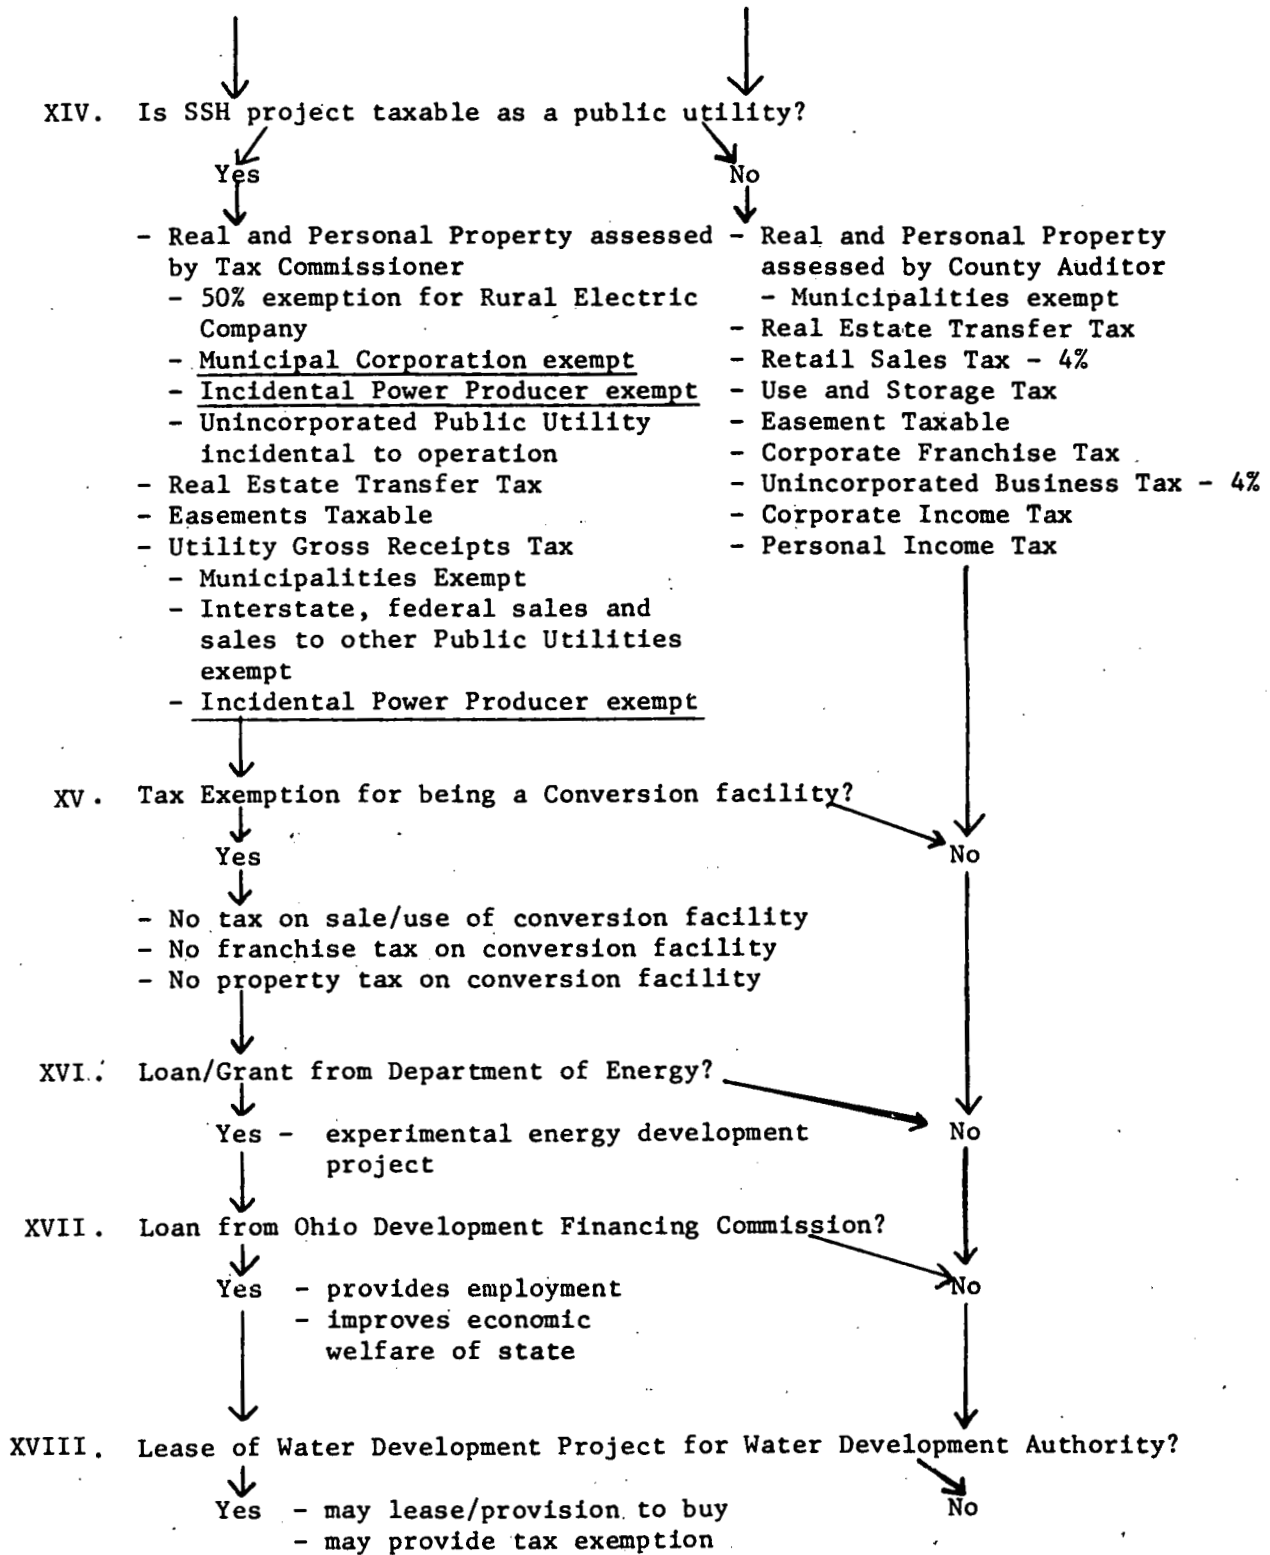 XIV. Is SSH project taxable as a public utility?
Yes
No
- Real and Personal Property assessed
by Tax Commissioner
- 50% exemption for Rural Electric
Company
- Municipal Corporation exempt
- Incidental Power Producer exempt
- Unincorporated Public Utility
incidental to operation
- Real Estate Transfer Tax
- Easements Taxable
- Utility Gross Receipts Tax
- Municipalities Exempt
- Interstate, federal sales and
sales to other Public Utilities
exempt
- Incidental Power Producer exempt
- Real and Personal Property
assessed by County Auditor
- Municipalities exempt
- Real Estate Transfer Tax
- Retail Sales Tax - 4%
- Use and Storage Tax
- Easement Taxable
- Corporate Franchise Tax
- Unincorporated Business Tax - 4%
- Corporate Income Tax
- Personal Income Tax
XV. Tax Exemption for being a Conversion facility?
Yes
No
- No tax on sale/use of conversion facility
- No franchise tax on conversion facility
- No property tax on conversion facility
XVI. Loan/Grant from Department of Energy?
Yes - experimental energy development
project
No
XVII. Loan from Ohio Development Financing Commission?
Yes - provides employment
- improves economic
welfare of state
No
XVIII. Lease of Water Development Project for Water Development Authority?
Yes - may lease/provision to buy
- may provide tax exemption
No